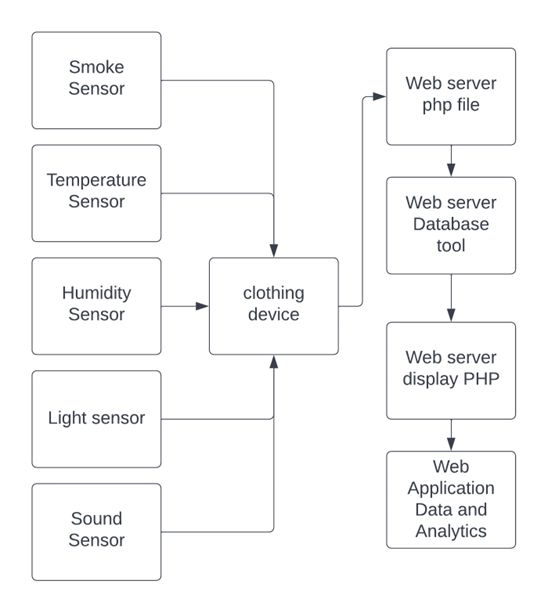 Smoke
Sensor
Temperature
Sensor
Humidity
Sensor
Light sensor
Sound
Sensor
clothing
device
Web server
php file
Web server
Database
tool
Web server
display PHP
Web
Application
Data and
Analytics